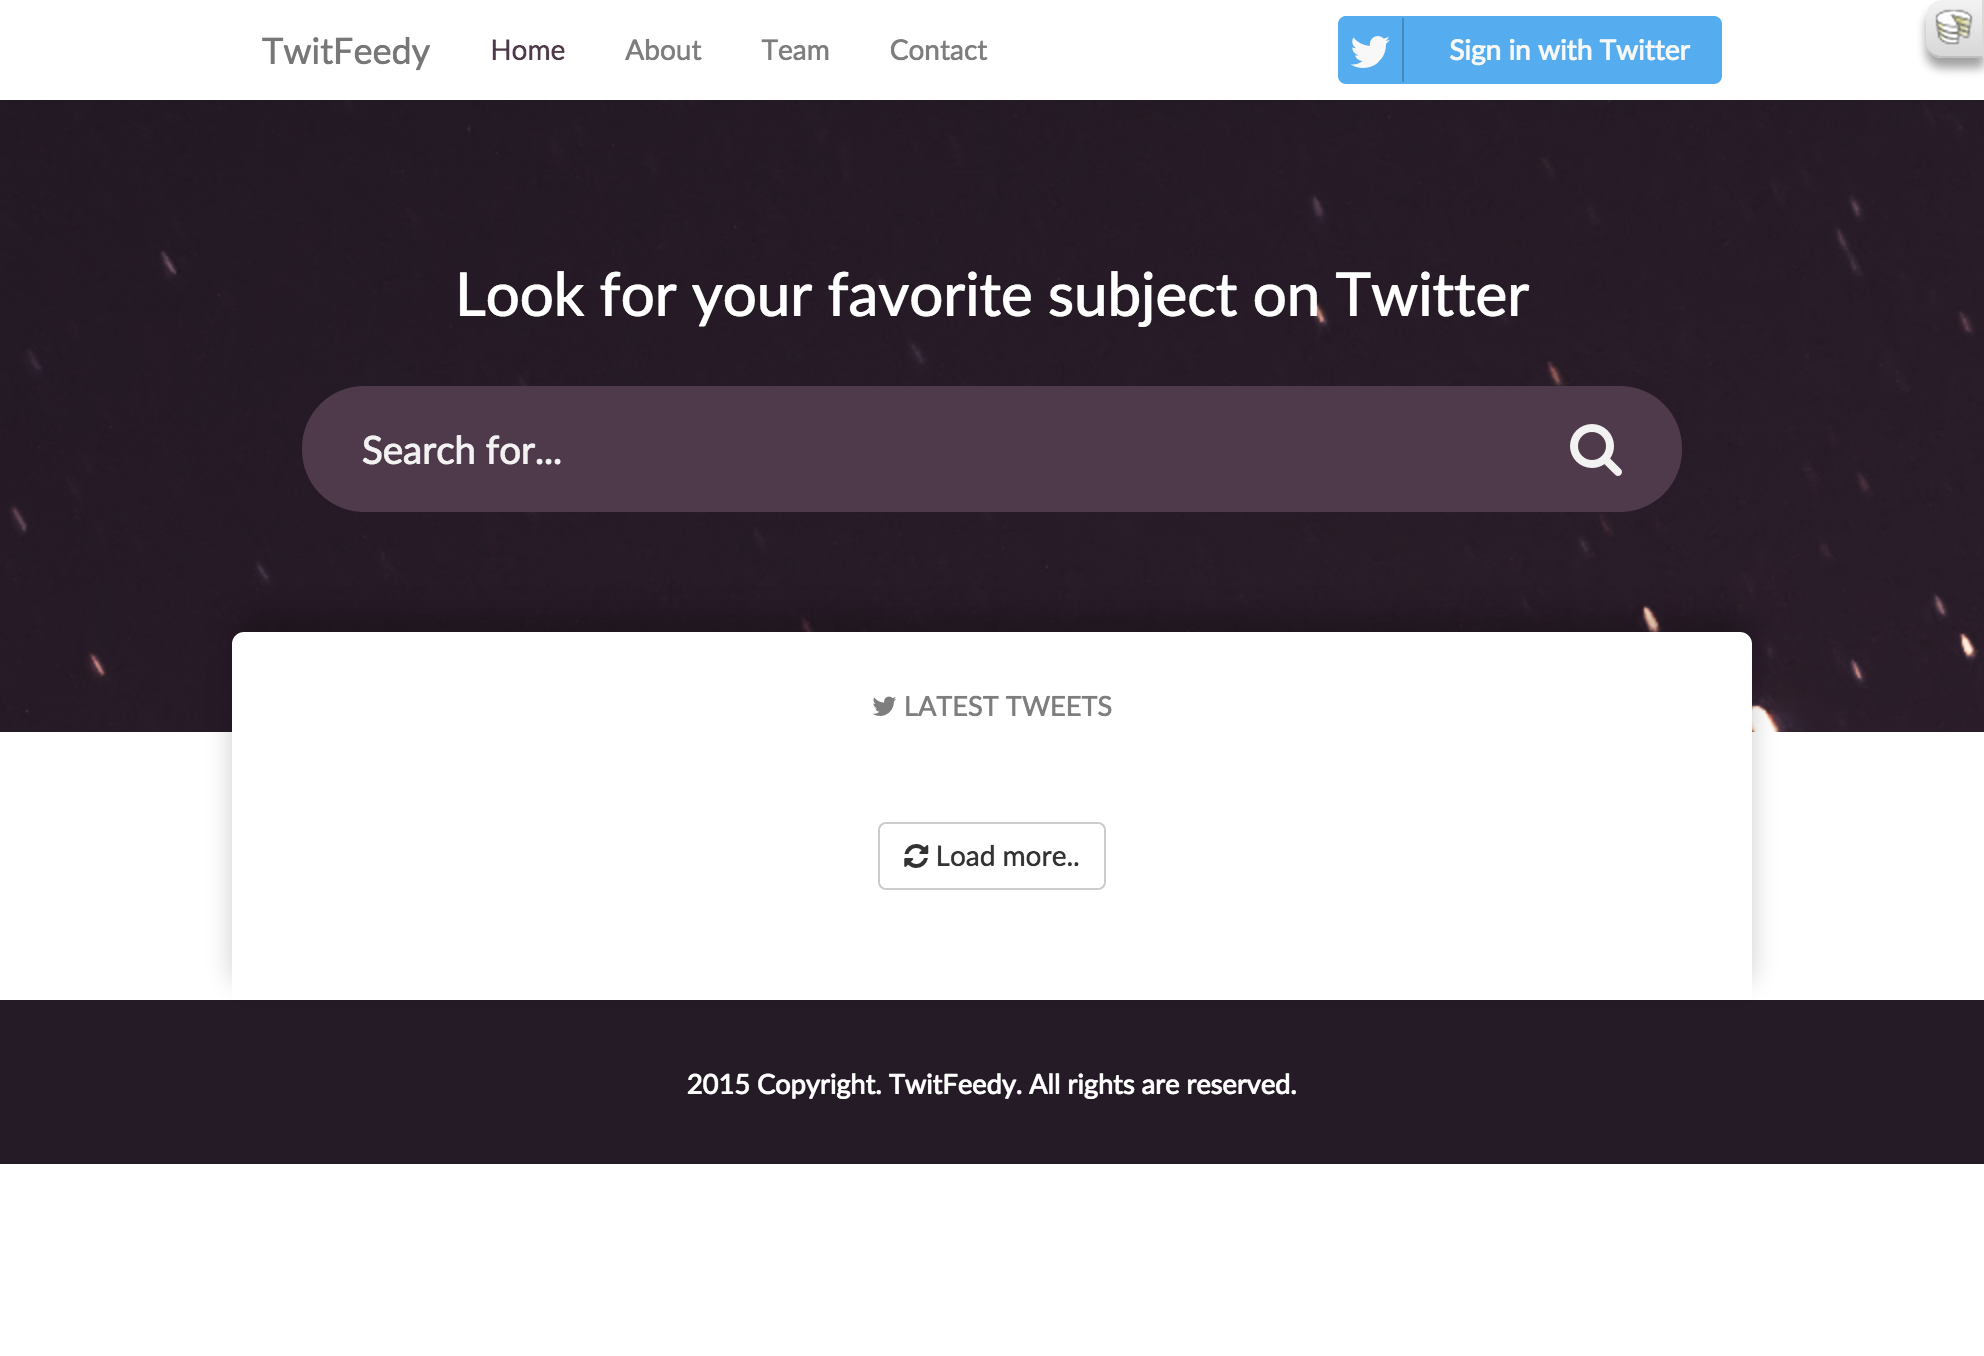 TwitFeedy Home About Team Contact Sign in with Twitter
Look for your favorite subject on Twitter
Search for...
LATEST TWEETS
Load more..
2015 Copyright. TwitFeedy. All rights are reserved.